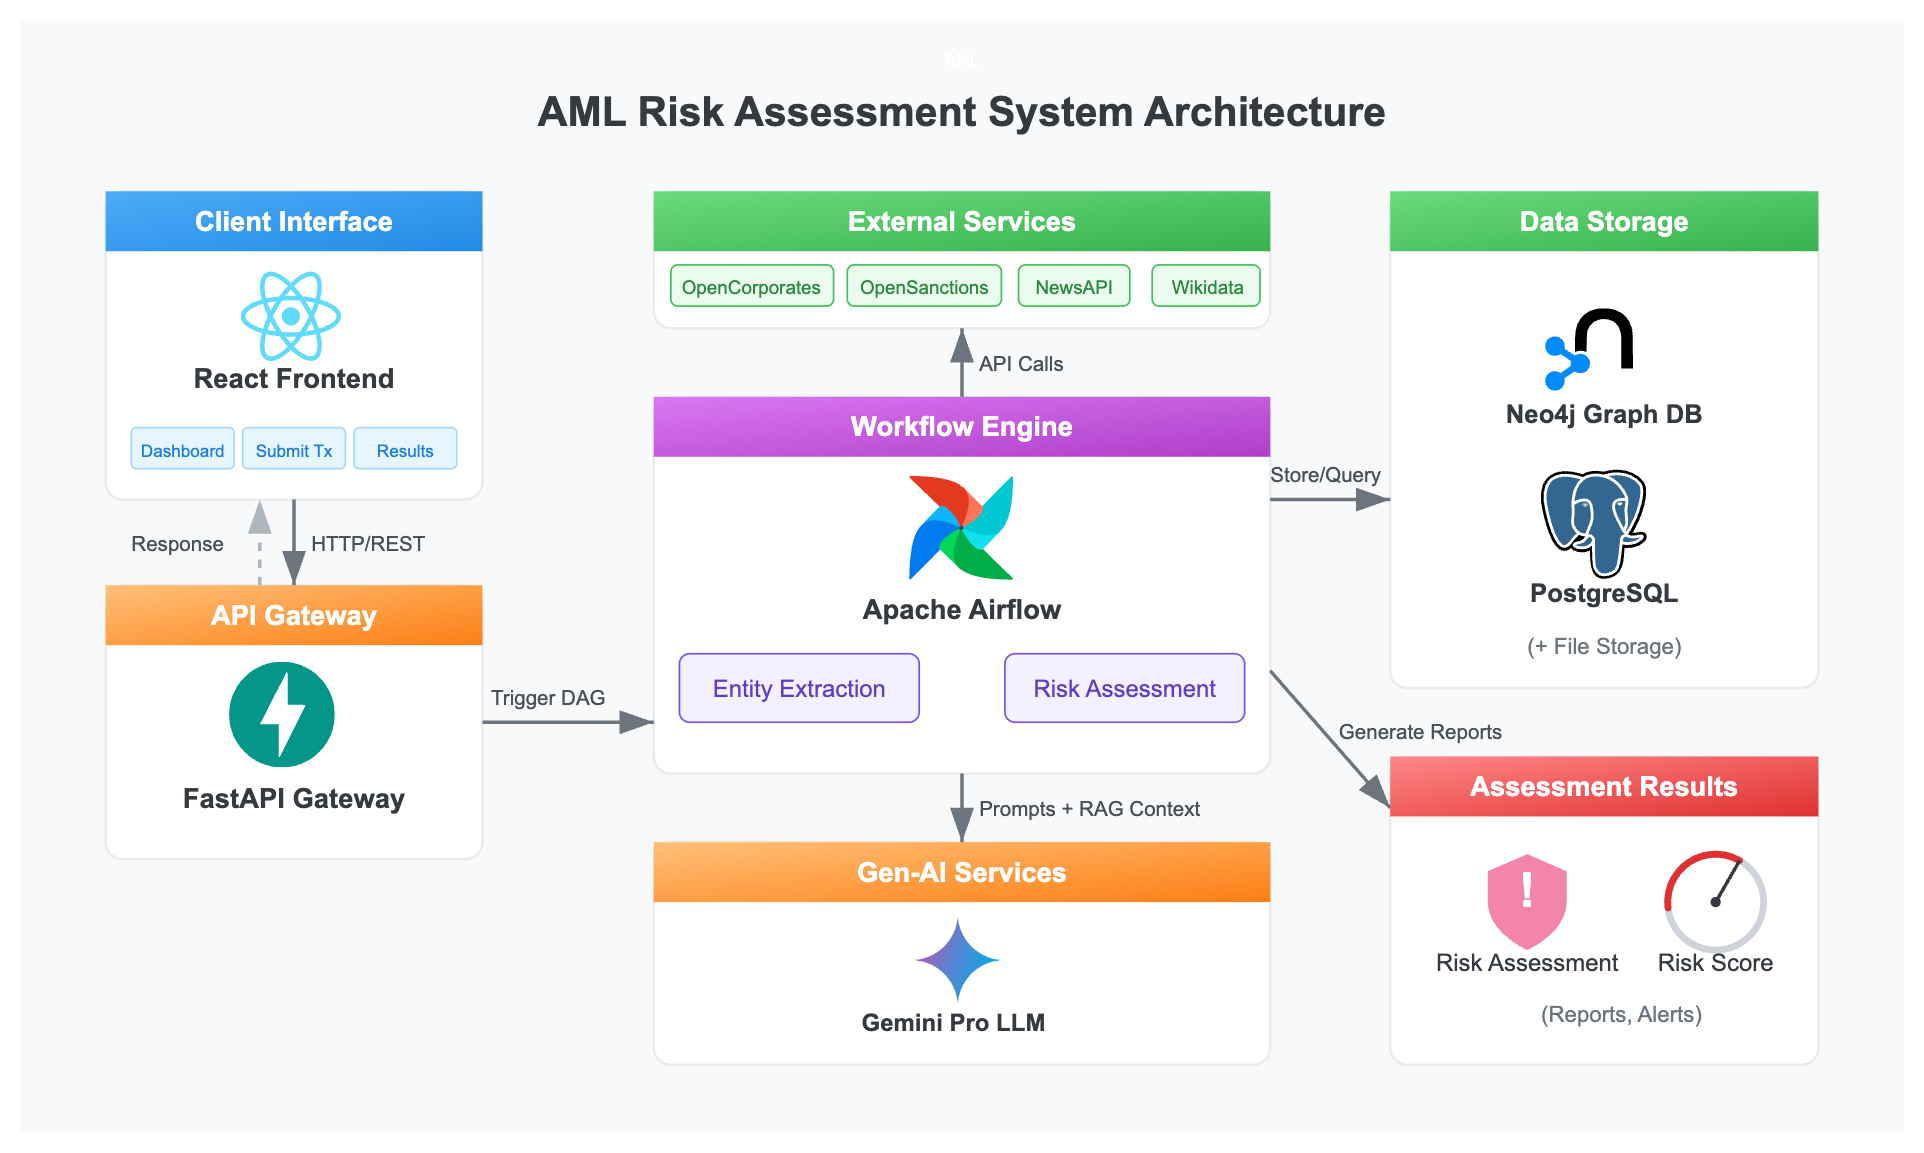 AML
AML Risk Assessment System Architecture
Client Interface
React Frontend
Dashboard
Submit Tx
Results
Response
HTTP/REST
API Gateway
FastAPI Gateway
Trigger DAG
External Services
OpenCorporates
OpenSanctions
NewsAPI
Wikidata
API Calls
Workflow Engine
Apache Airflow
Entity Extraction
Risk Assessment
Prompts + RAG Context
Gen-AI Services
Gemini Pro LLM
Store/Query
Data Storage
Neo4j Graph DB
PostgreSQL
(+ File Storage)
Generate Reports
Assessment Results
!
Risk Assessment
Risk Score
(Reports, Alerts)